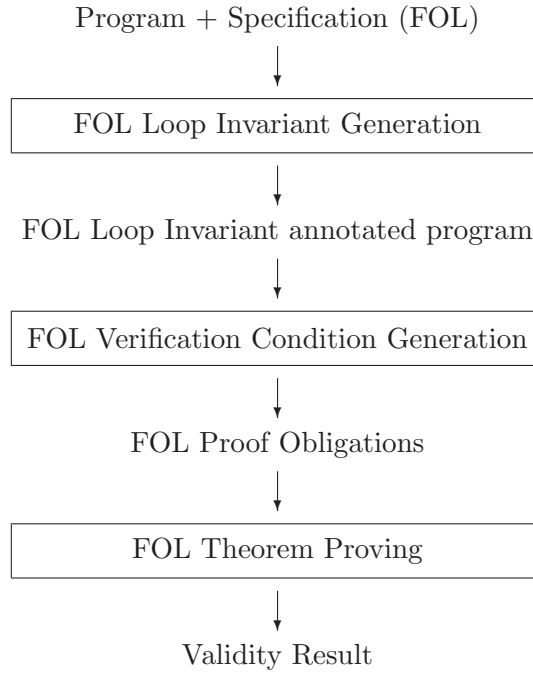 Program + Specification (FOL)
FOL Loop Invariant Generation
FOL Loop Invariant annotated program
FOL Verification Condition Generation
FOL Proof Obligations
FOL Theorem Proving
Validity Result